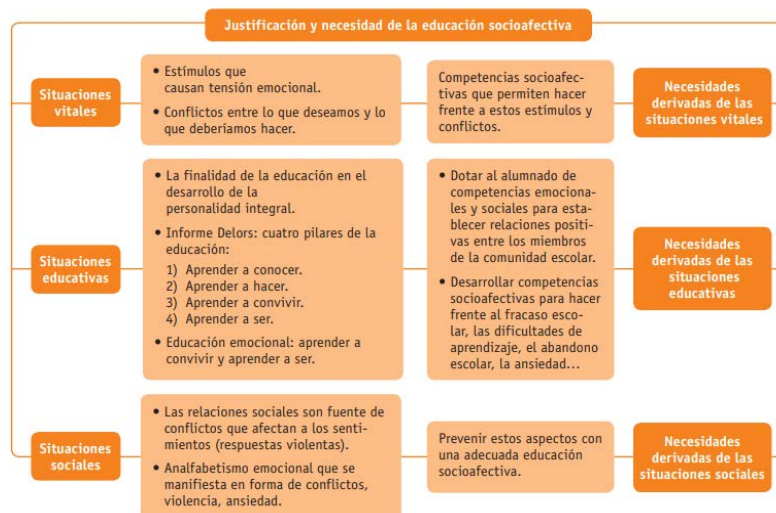 Justificación y necesidad de la educación socioafectiva
Situaciones
vitales
• Estímulos que
causan tensión emocional.
• Conflictos entre lo que deseamos y lo
que deberíamos hacer.
Competencias socioafec-
tivas que permiten hacer
frente a estos estímulos y
conflictos.
Necesidades
derivadas de las
situaciones vitales
Situaciones
educativas
• La finalidad de la educación en el
desarrollo de la
personalidad integral.
• Informe Delors: cuatro pilares de la
educación:
1) Aprender a conocer.
2) Aprender a hacer.
3) Aprender a convivir.
4) Aprender a ser.
• Educación emocional: aprender a
convivir y aprender a ser.
• Dotar al alumnado de
competencias emociona-
les y sociales para esta-
blecer relaciones positi-
vas entre los miembros
de la comunidad escolar.
• Desarrollar competencias
socioafectivas para hacer
frente al fracaso esco-
lar, las dificultades de
aprendizaje, el abandono
escolar, la ansiedad...
Necesidades
derivadas de las
situaciones
educativas
Situaciones
sociales
• Las relaciones sociales son fuente de
conflictos que afectan a los senti-
mientos (respuestas violentas).
• Analfabetismo emocional que se
manifiesta en forma de conflictos,
violencia, ansiedad.
Prevenir estos aspectos con
una adecuada educación
socioafectiva.
Necesidades
derivadas de las
situaciones sociales